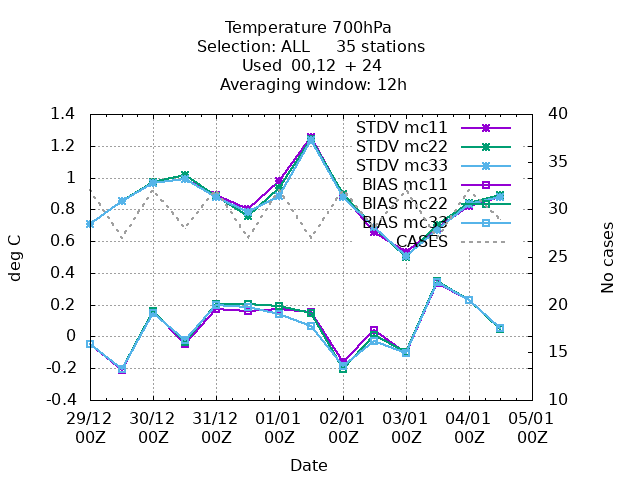 Temperature 700hPa
Selection: ALL 35 stations
Used 00,12 + 24
Averaging window: 12h
1.4
1.2
1
0.8
0.6
0.4
0.2
0
-0.2
-0.4
deg C
40
35
30
25
20
15
10
No cases
STDV mc11
STDV mc22
STDV mc33
BIAS mc11
BIAS mc22
BIAS mc33
CASES
29/12 30/12 31/12 01/01 02/01 03/01 04/01 05/01
00Z 00Z 00Z 00Z 00Z 00Z 00Z 00Z
Date